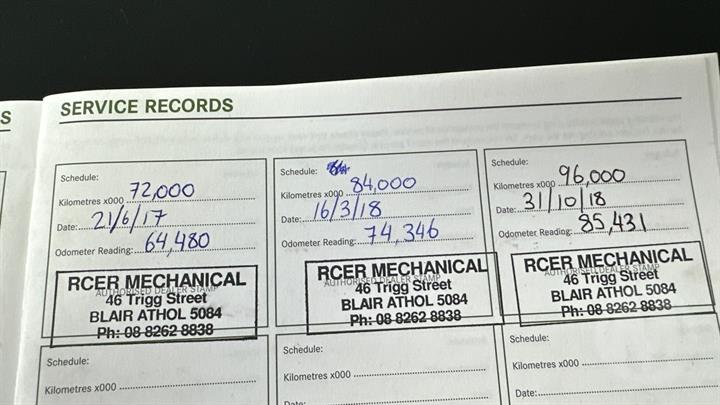 S
SERVICE RECORDS
Schedule:
Kilometres x000 72,000
Date: 21/6/17
Odometer Reading: 64,480
AUTHORISED DEALER STAMP
RCER MECHANICAL
46 Trigg Street
BLAIR ATHOL 5084
Ph: 08 8262 8838
Schedule:
Kilometres x000 84,000
Date: 16/3/18
Odometer Reading: 74,346
AUTHORISED DEALER STAMP
RCER MECHANICAL
46 Trigg Street
BLAIR ATHOL 5084
Ph: 08 8262 8838
Schedule:
Kilometres x000 96,000
Date: 31/10/18
Odometer Reading: 85,431
AUTHORISED DEALER STAMP
RCER MECHANICAL
46 Trigg Street
BLAIR ATHOL 5084
Ph: 08 8262 8838
Schedule:
Kilometres x000
Schedule:
Kilometres x000
Date:
Schedule:
Kilometres x000
Date: